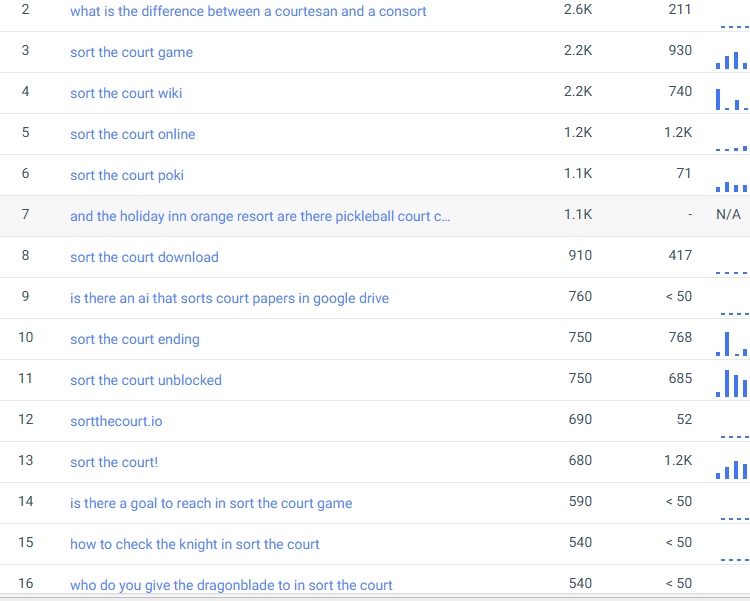 2 what is the difference between a courtesan and a consort 2.6K 211
3 sort the court game 2.2K 930
4 sort the court wiki 2.2K 740
5 sort the court online 1.2K 1.2K
6 sort the court poki 1.1K 71
7 and the holiday inn orange resort are there pickleball court c... 1.1K - N/A
8 sort the court download 910 417
9 is there an ai that sorts court papers in google drive 760 < 50
10 sort the court ending 750 768
11 sort the court unblocked 750 685
12 sortthecourt.io 690 52
13 sort the court! 680 1.2K
14 is there a goal to reach in sort the court game 590 < 50
15 how to check the knight in sort the court 540 < 50
16 who do you give the dragonblade to in sort the court 540 < 50